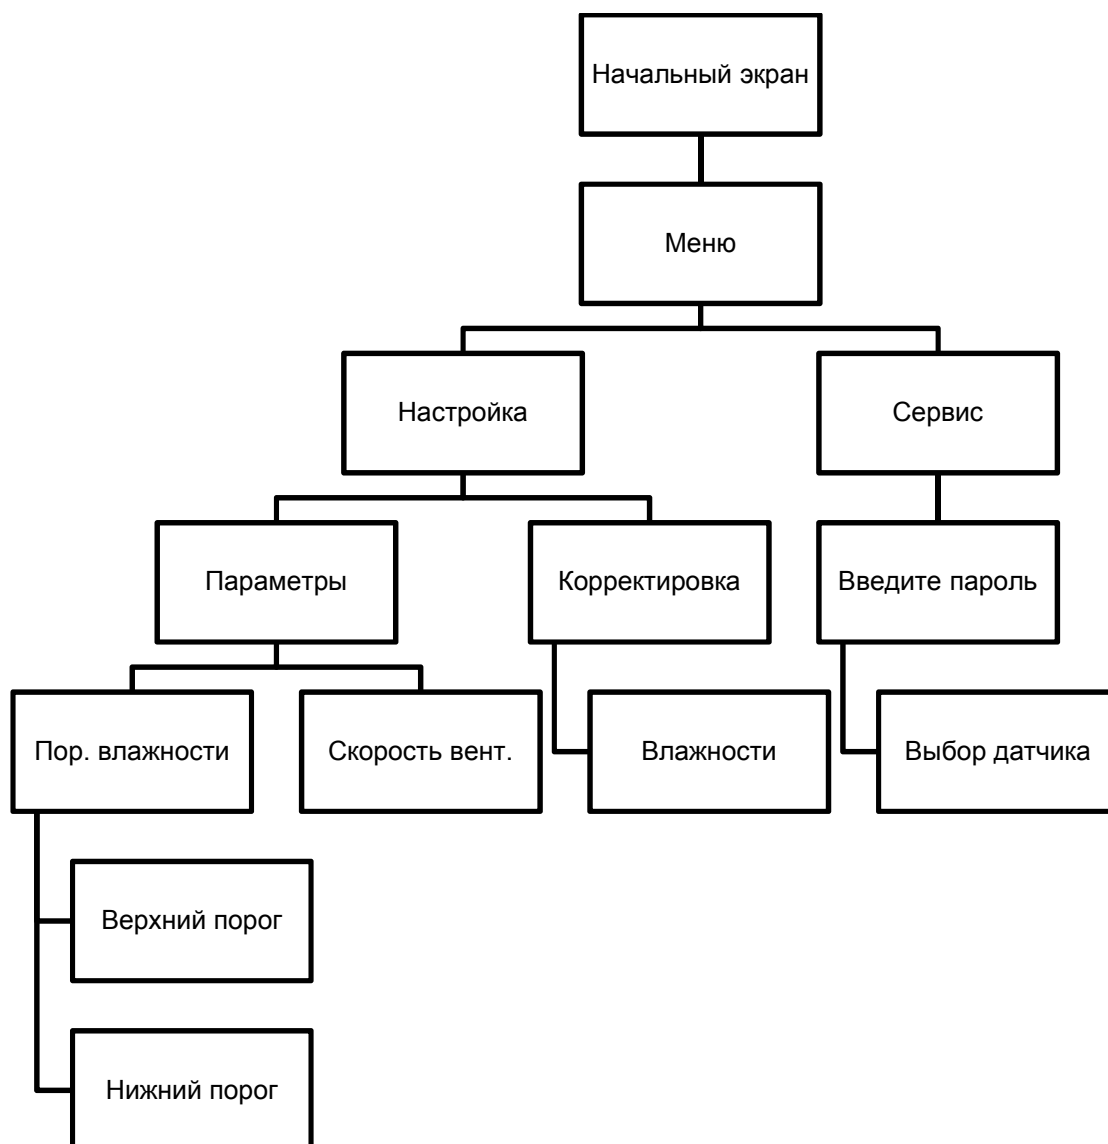 Начальный экран
Меню
Настройка
Сервис
Параметры
Корректировка
Введите пароль
Пор. влажности
Скорость вент.
Влажности
Выбор датчика
Верхний порог
Нижний порог